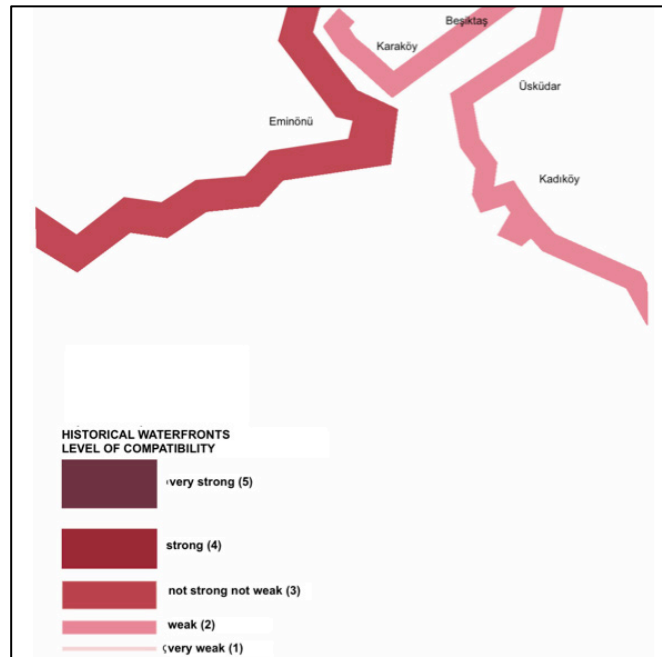 Beşiktaş
Karaköy
Üsküdar
Eminönü
Kadıköy
HISTORICAL WATERFRONTS
LEVEL OF COMPATIBILITY
very strong (5)
strong (4)
not strong not weak (3)
weak (2)
very weak (1)